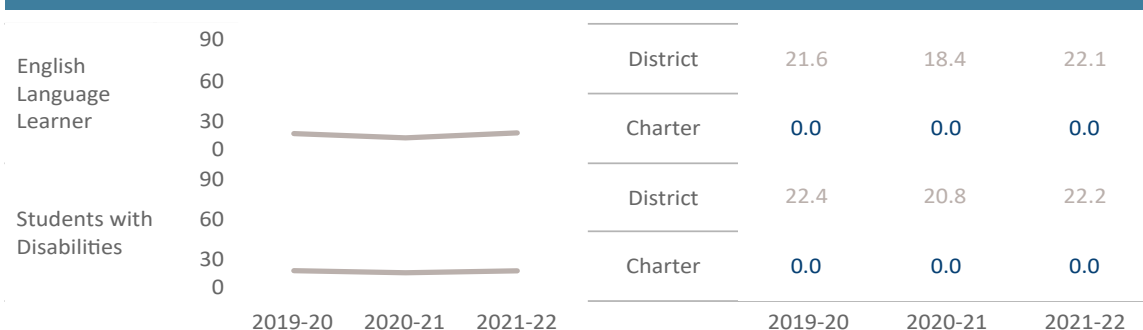 English
Language
Learner
90
60
30
0
District 21.6 18.4 22.1
Charter 0.0 0.0 0.0
Students with
Disabilities
90
60
30
0
District 22.4 20.8 22.2
Charter 0.0 0.0 0.0
2019-20 2020-21 2021-22 2019-20 2020-21 2021-22